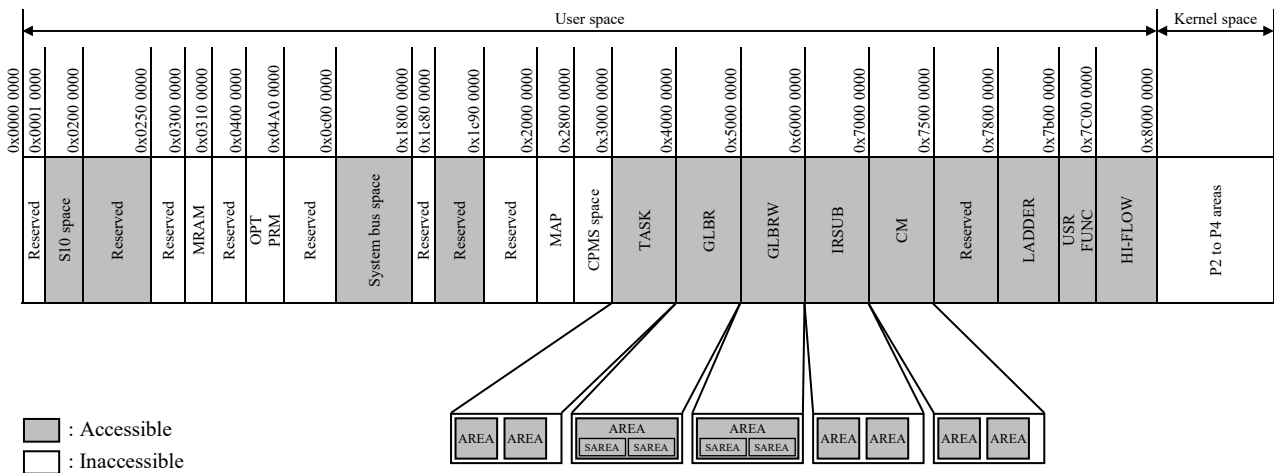 User space
Kernel space
0x0000 0000
0x0001 0000
0x0200 0000
0x0250 0000
0x0300 0000
0x0310 0000
0x0400 0000
0x04A0 0000
0x0c00 0000
0x1800 0000
0x1c80 0000
0x1c90 0000
0x2000 0000
0x2800 0000
0x3000 0000
0x4000 0000
0x5000 0000
0x6000 0000
0x7000 0000
0x7500 0000
0x7800 0000
0x7b00 0000
0x7C00 0000
0x8000 0000
Reserved
S10 space
Reserved
Reserved
MRAM
Reserved
OPT
PRM
Reserved
System bus space
Reserved
Reserved
Reserved
MAP
CPMS space
TASK
GLBR
GLBRW
IRSUB
CM
Reserved
LADDER
USR
FUNC
HI-FLOW
P2 to P4 areas
AREA AREA
AREA
SAREA SAREA
AREA
SAREA SAREA
AREA AREA
AREA AREA
: Accessible
: Inaccessible